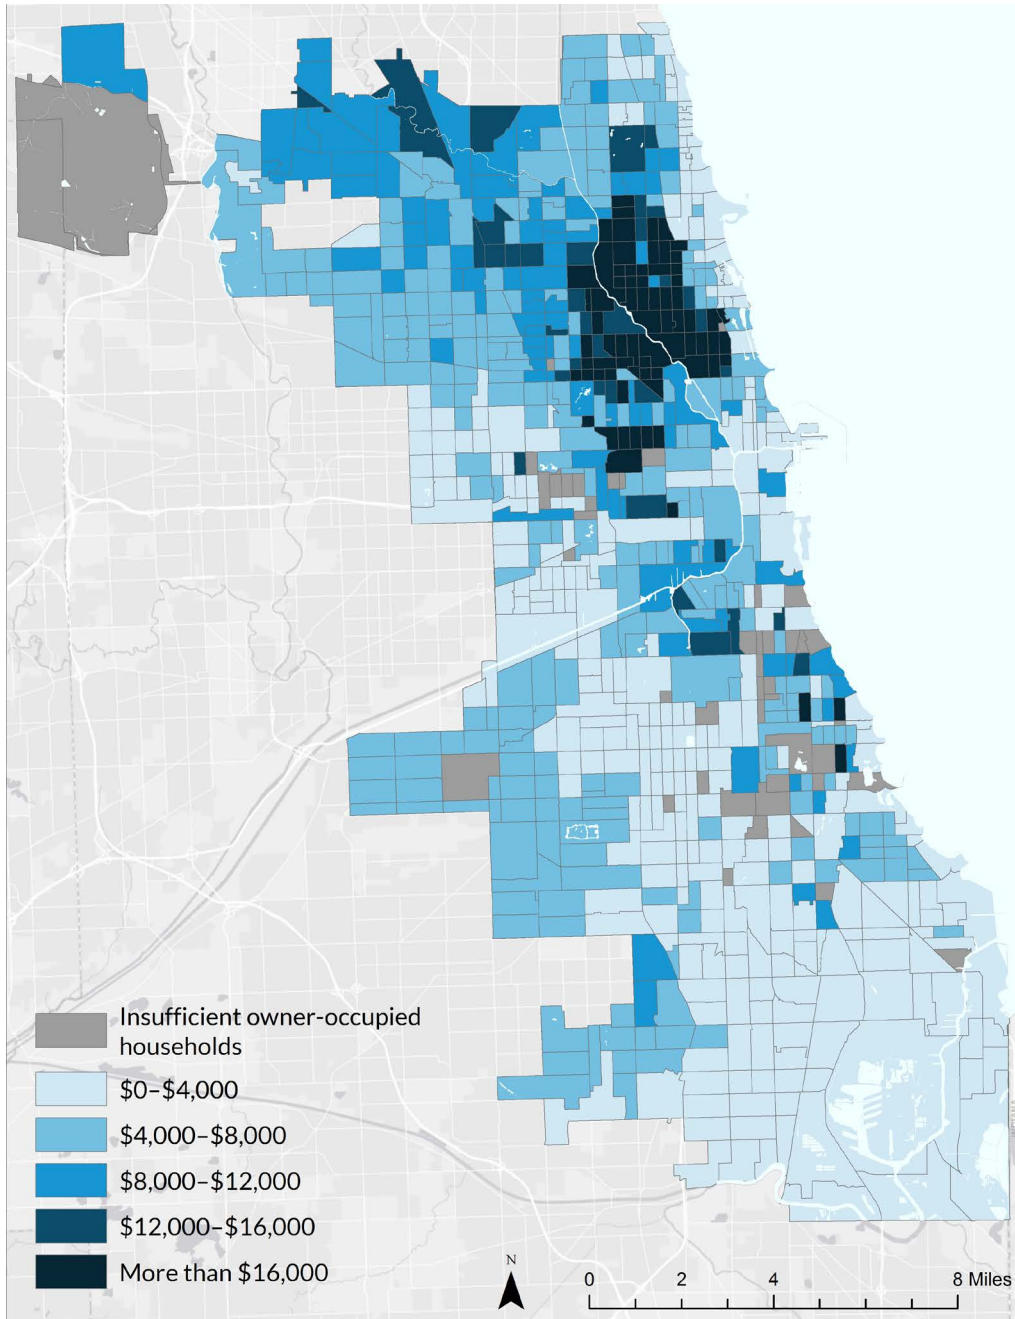 Insufficient owner-occupied
households
$0–$4,000
$4,000–$8,000
$8,000–$12,000
$12,000–$16,000
More than $16,000
N
0 2 4 8 Miles
INDIANA